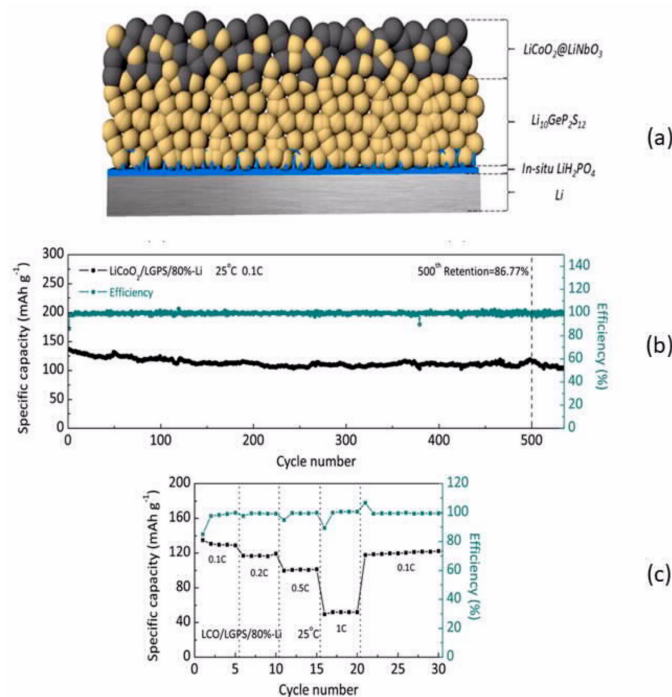 LiCoO₂@LiNbO₃
Li₁₀GeP₂S₁₂
(a)
In-situ LiH₂PO₄
Li
300
250
200
150
100
50
0
Specific capacity (mAh g⁻¹)
LiCoO₂/LGPS/80%-Li 25°C 0.1C
Efficiency
500th Retention=86.77%
140
120
100
80
60
40
20
0
Efficiency (%)
(b)
0 100 200 300 400 500
Cycle number
200
160
120
80
40
0
Specific capacity (mAh g⁻¹)
0.1C
0.2C
0.5C
1C
0.1C
LCO/LGPS/80%-Li 25°C
120
100
80
60
40
20
0
Efficiency (%)
(c)
0 5 10 15 20 25 30
Cycle number